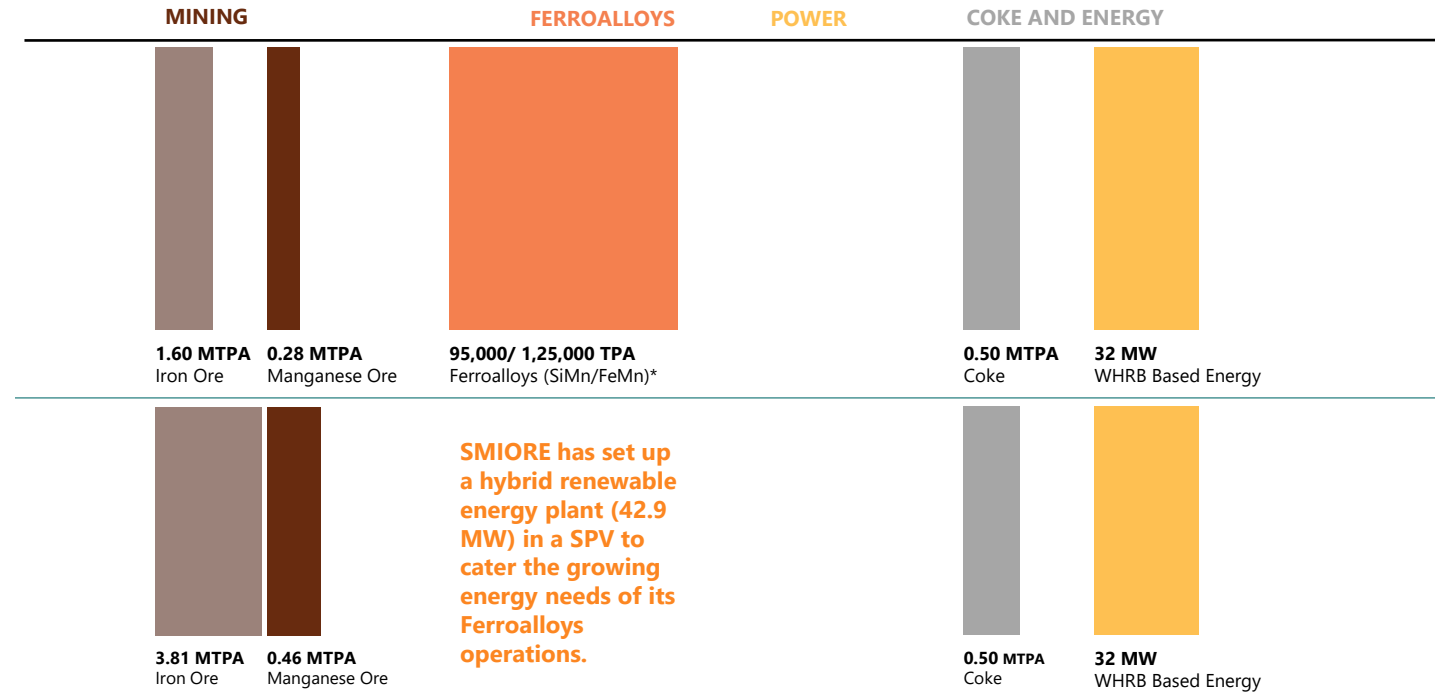 MINING
FERROALLOYS
POWER
COKE AND ENERGY
1.60 MTPA
Iron Ore
0.28 MTPA
Manganese Ore
95,000/ 1,25,000 TPA
Ferroalloys (SiMn/FeMn)*
0.50 MTPA
Coke
32 MW
WHRB Based Energy
SMIORE has set up
a hybrid renewable
energy plant (42.9
MW) in a SPV to
cater the growing
energy needs of its
Ferroalloys
operations.
3.81 MTPA
Iron Ore
0.46 MTPA
Manganese Ore
0.50 MTPA
Coke
32 MW
WHRB Based Energy